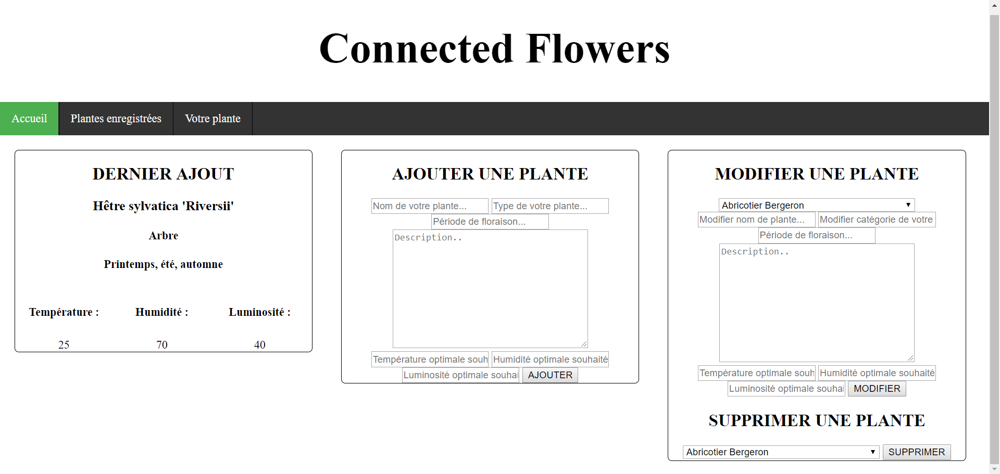 Connected Flowers
Accueil
Plantes enregistrées
Votre plante
DERNIER AJOUT
Hêtre sylvatica 'Riversii'
Arbre
Printemps, été, automne
Température :
Humidité :
Luminosité :
25
70
40
AJOUTER UNE PLANTE
Nom de votre plante...
Type de votre plante...
Période de floraison...
Description..
Température optimale souh
Humidité optimale souhaité
Luminosité optimale souhai
AJOUTER
MODIFIER UNE PLANTE
Abricotier Bergeron
Modifier nom de plante...
Modifier catégorie de votre
Période de floraison...
Description..
Température optimale souh
Humidité optimale souhaité
Luminosité optimale souhai
MODIFIER
SUPPRIMER UNE PLANTE
Abricotier Bergeron
SUPPRIMER